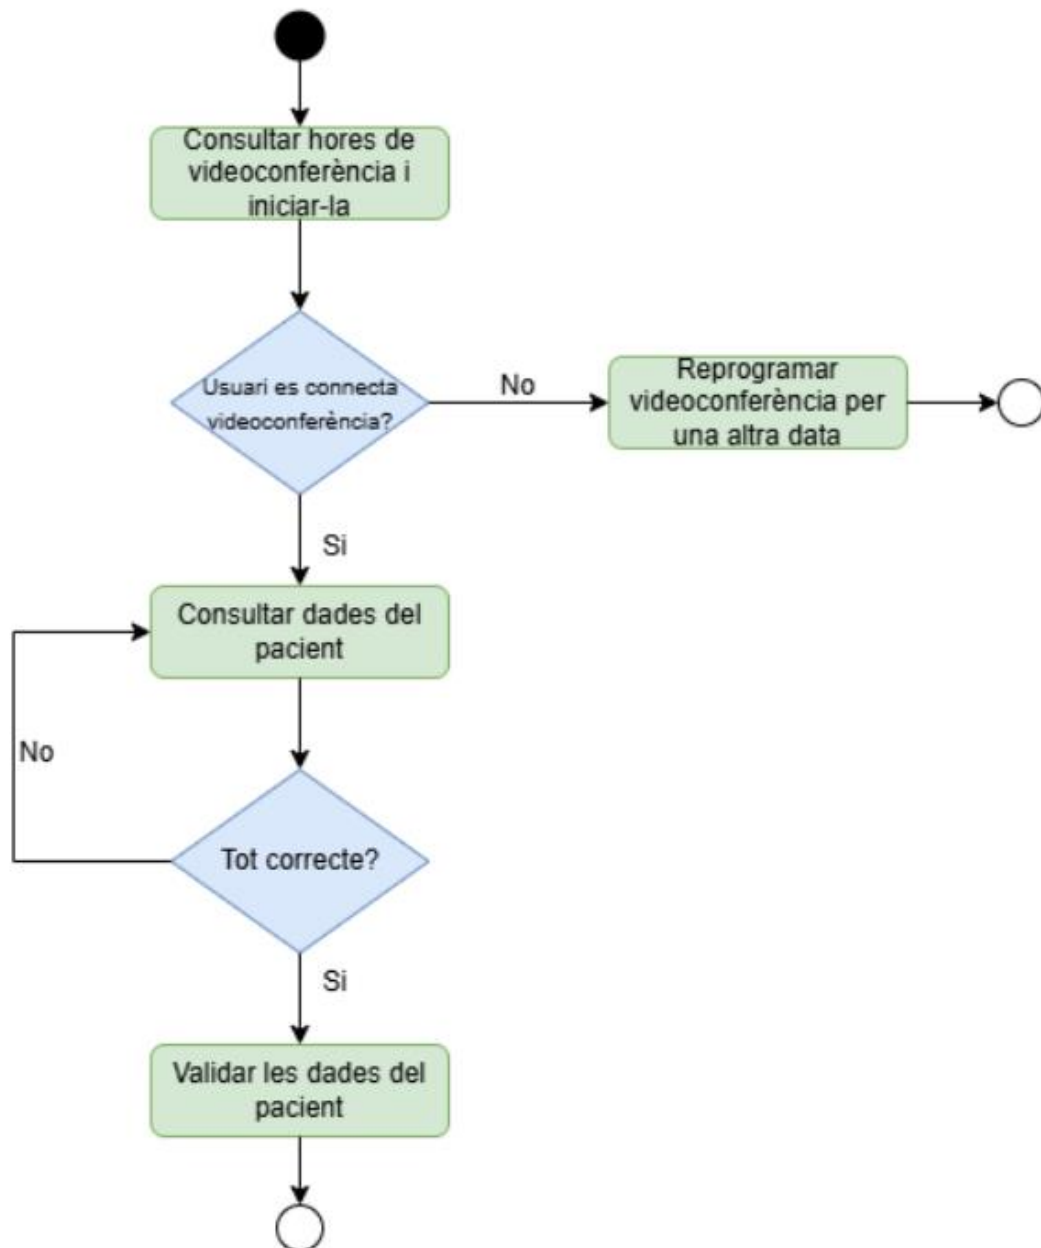 Consultar hores de
videoconferència i
iniciar-la
Usuari es connecta
videoconferència?
No
Reprogramar
videoconferència per
una altra data
Si
Consultar dades del
pacient
No
Tot correcte?
Si
Validar les dades del
pacient